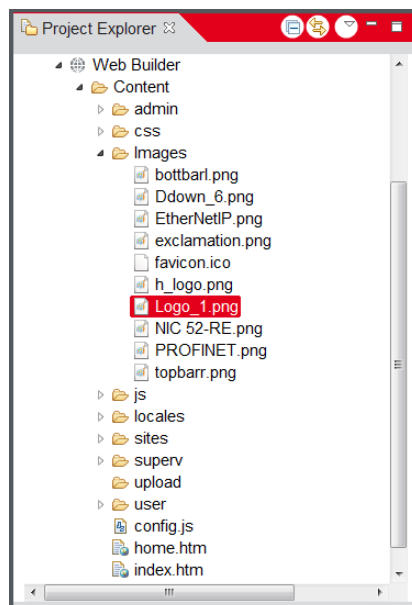 Project Explorer
Web Builder
Content
admin
css
Images
bottbarl.png
Ddown_6.png
EtherNetIP.png
exclamation.png
favicon.ico
h_logo.png
Logo_1.png
NIC 52-RE.png
PROFINET.png
topbarr.png
js
locales
sites
superv
upload
user
config.js
home.htm
index.htm